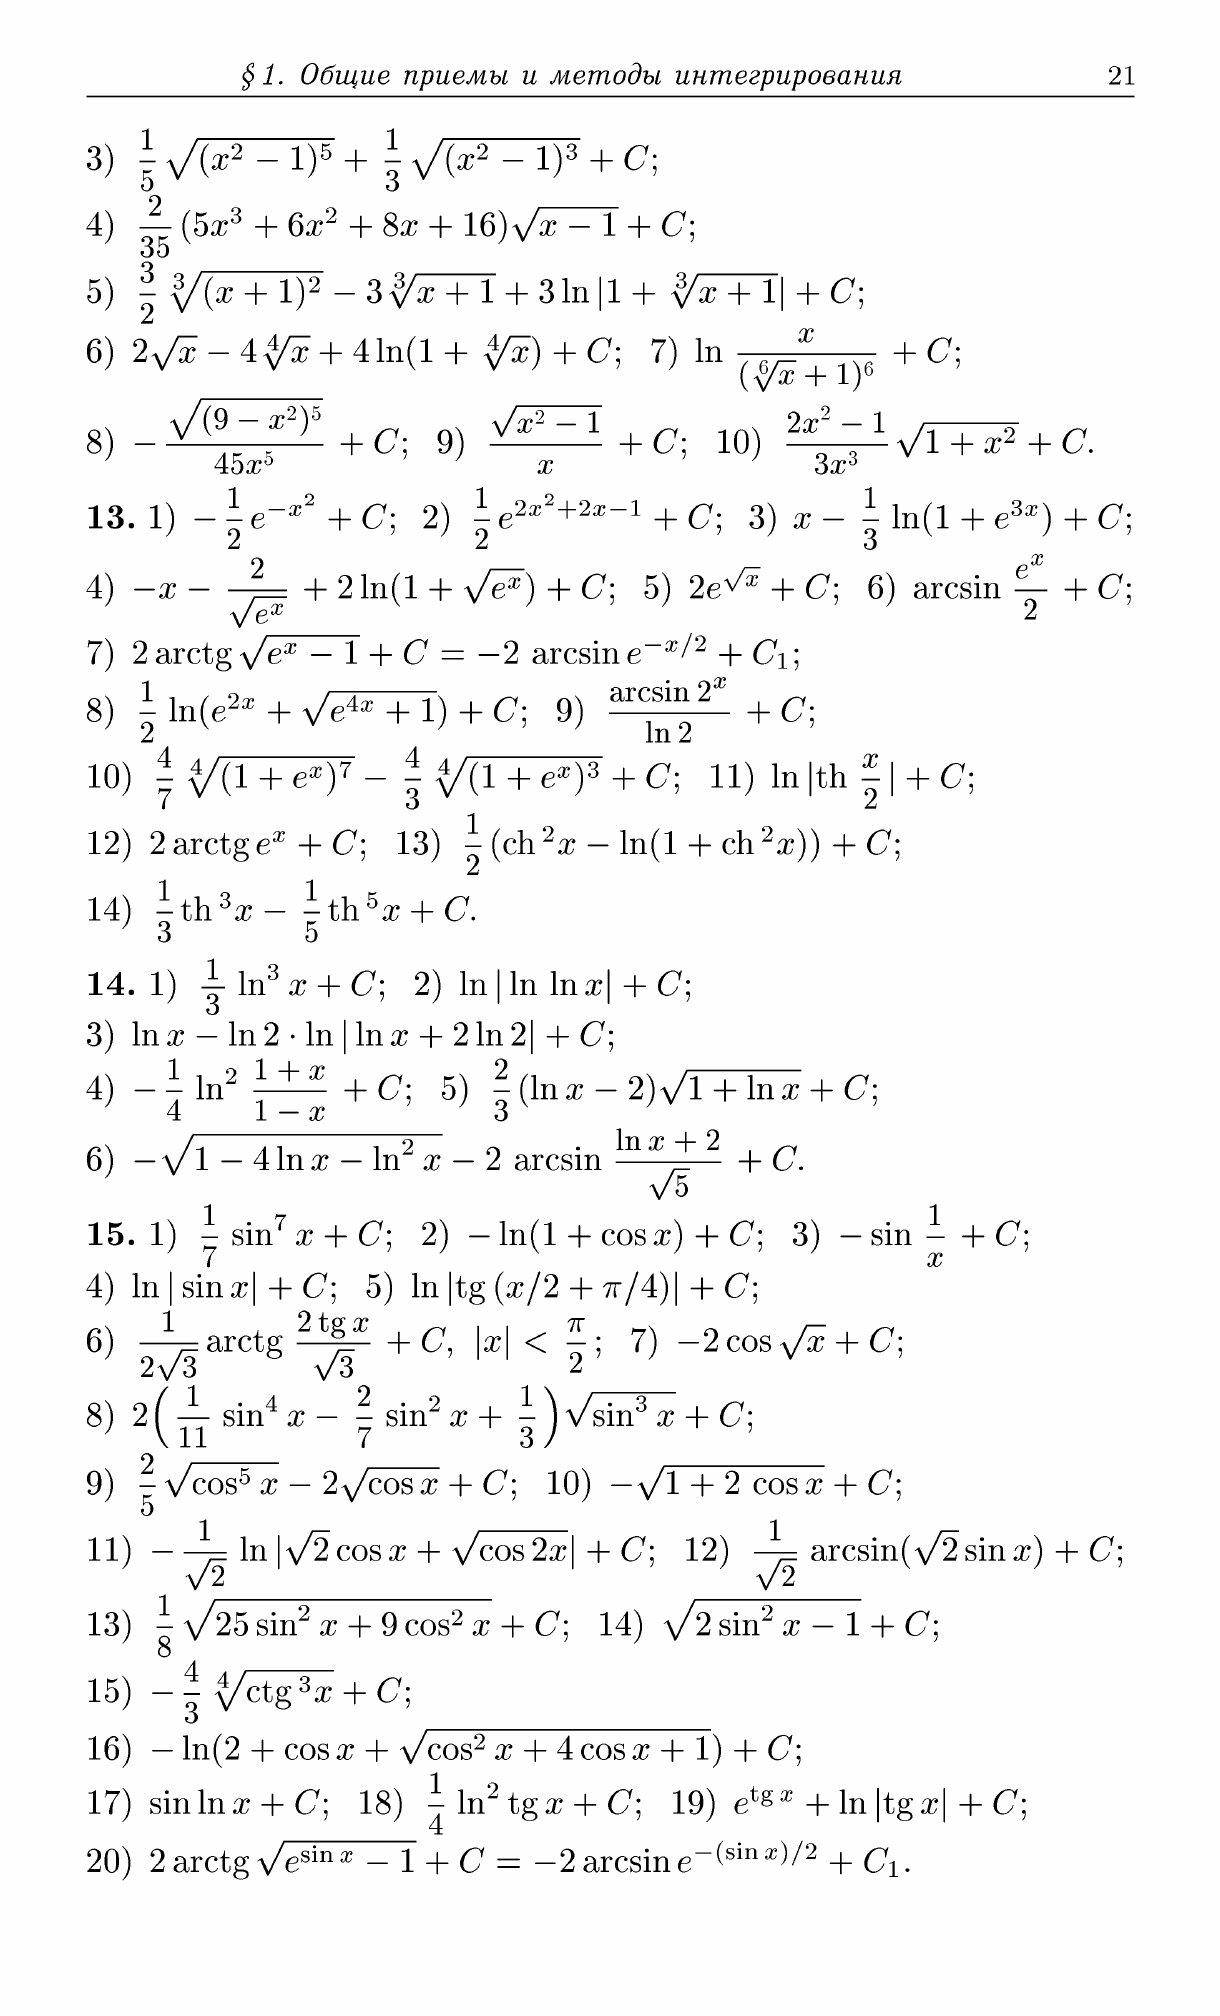 § 1. Общие приемы и методы интегрирования 21
3) $\frac{1}{5}\sqrt{(x^2-1)^5}+\frac{1}{3}\sqrt{(x^2-1)^3}+C$;
4) $\frac{2}{35}(5x^3+6x^2+8x+16)\sqrt{x-1}+C$;
5) $\frac{3}{2}\sqrt[3]{(x+1)^2}-3\sqrt[3]{x+1}+3\ln|1+\sqrt[3]{x+1}|+C$;
6) $2\sqrt{x}-4\sqrt[4]{x}+4\ln(1+\sqrt[4]{x})+C$; 7) $\ln\frac{x}{(\sqrt[6]{x}+1)^6}+C$;
8) $-\frac{\sqrt{(9-x^2)^5}}{45x^5}+C$; 9) $\frac{\sqrt{x^2-1}}{x}+C$; 10) $\frac{2x^2-1}{3x^3}\sqrt{1+x^2}+C$.
13. 1) $-\frac{1}{2}e^{-x^2}+C$; 2) $\frac{1}{2}e^{2x^2+2x-1}+C$; 3) $x-\frac{1}{3}\ln(1+e^{3x})+C$;
4) $-x-\frac{2}{\sqrt{e^x}}+2\ln(1+\sqrt{e^x})+C$; 5) $2e^{\sqrt{x}}+C$; 6) $\arcsin\frac{e^x}{2}+C$;
7) $2\operatorname{arctg}\sqrt{e^x-1}+C=-2\arcsin e^{-x/2}+C_1$;
8) $\frac{1}{2}\ln(e^{2x}+\sqrt{e^{4x}+1})+C$; 9) $\frac{\arcsin 2^x}{\ln 2}+C$;
10) $\frac{4}{7}\sqrt[4]{(1+e^x)^7}-\frac{4}{3}\sqrt[4]{(1+e^x)^3}+C$; 11) $\ln|\operatorname{th}\frac{x}{2}|+C$;
12) $2\operatorname{arctg}e^x+C$; 13) $\frac{1}{2}(\operatorname{ch}^2x-\ln(1+\operatorname{ch}^2x))+C$;
14) $\frac{1}{3}\operatorname{th}^3x-\frac{1}{5}\operatorname{th}^5x+C$.
14. 1) $\frac{1}{3}\ln^3x+C$; 2) $\ln|\ln\ln x|+C$;
3) $\ln x-\ln 2\cdot\ln|\ln x+2\ln 2|+C$;
4) $-\frac{1}{4}\ln^2\frac{1+x}{1-x}+C$; 5) $\frac{2}{3}(\ln x-2)\sqrt{1+\ln x}+C$;
6) $-\sqrt{1-4\ln x-\ln^2x}-2\arcsin\frac{\ln x+2}{\sqrt{5}}+C$.
15. 1) $\frac{1}{7}\sin^7x+C$; 2) $-\ln(1+\cos x)+C$; 3) $-\sin\frac{1}{x}+C$;
4) $\ln|\sin x|+C$; 5) $\ln|\operatorname{tg}(x/2+\pi/4)|+C$;
6) $\frac{1}{2\sqrt{3}}\operatorname{arctg}\frac{2\operatorname{tg}x}{\sqrt{3}}+C,\ |x|<\frac{\pi}{2}$; 7) $-2\cos\sqrt{x}+C$;
8) $2\left(\frac{1}{11}\sin^4x-\frac{2}{7}\sin^2x+\frac{1}{3}\right)\sqrt{\sin^3x}+C$;
9) $\frac{2}{5}\sqrt{\cos^5x}-2\sqrt{\cos x}+C$; 10) $-\sqrt{1+2\cos x}+C$;
11) $-\frac{1}{\sqrt{2}}\ln|\sqrt{2}\cos x+\sqrt{\cos 2x}|+C$; 12) $\frac{1}{\sqrt{2}}\arcsin(\sqrt{2}\sin x)+C$;
13) $\frac{1}{8}\sqrt{25\sin^2x+9\cos^2x}+C$; 14) $\sqrt{2\sin^2x-1}+C$;
15) $-\frac{4}{3}\sqrt[4]{\operatorname{ctg}^3x}+C$;
16) $-\ln(2+\cos x+\sqrt{\cos^2x+4\cos x+1})+C$;
17) $\sin\ln x+C$; 18) $\frac{1}{4}\ln^2\operatorname{tg}x+C$; 19) $e^{\operatorname{tg}x}+\ln|\operatorname{tg}x|+C$;
20) $2\operatorname{arctg}\sqrt{e^{\sin x}-1}+C=-2\arcsin e^{-(\sin x)/2}+C_1$.